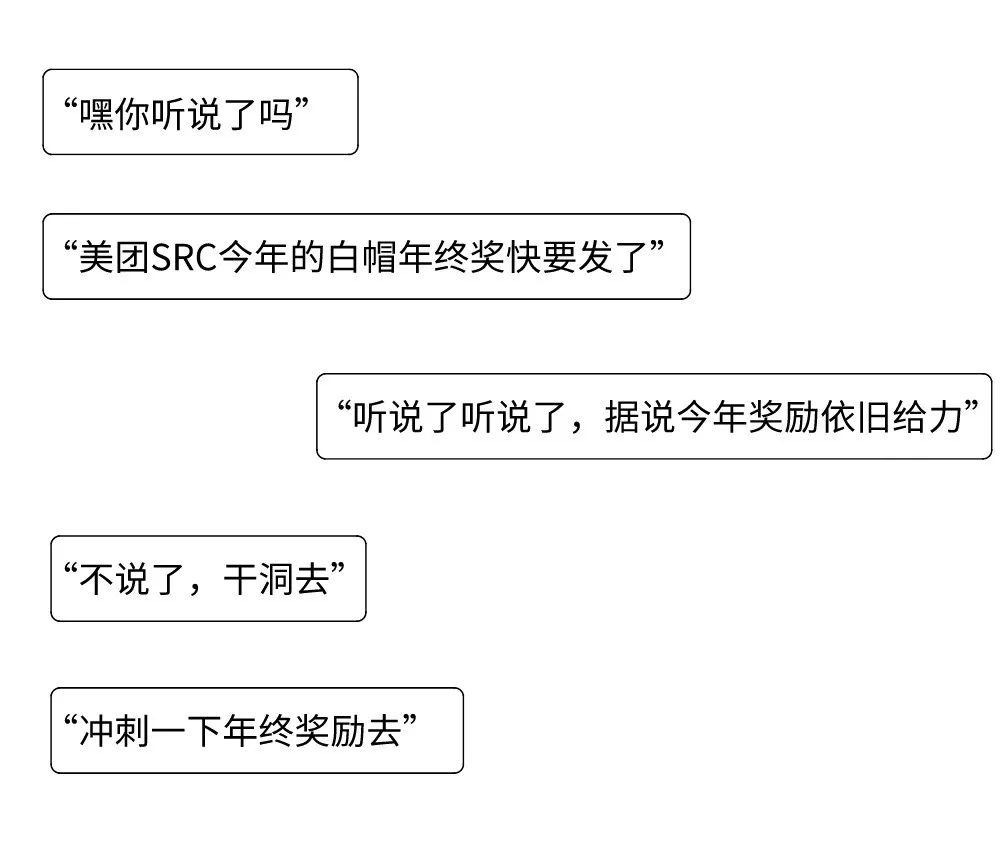 “嘿你听说了吗”
“美团SRC今年的白帽年终奖快要发了”
“听说了听说了，据说今年奖励依旧给力”
“不说了，干洞去”
“冲刺一下年终奖励去”